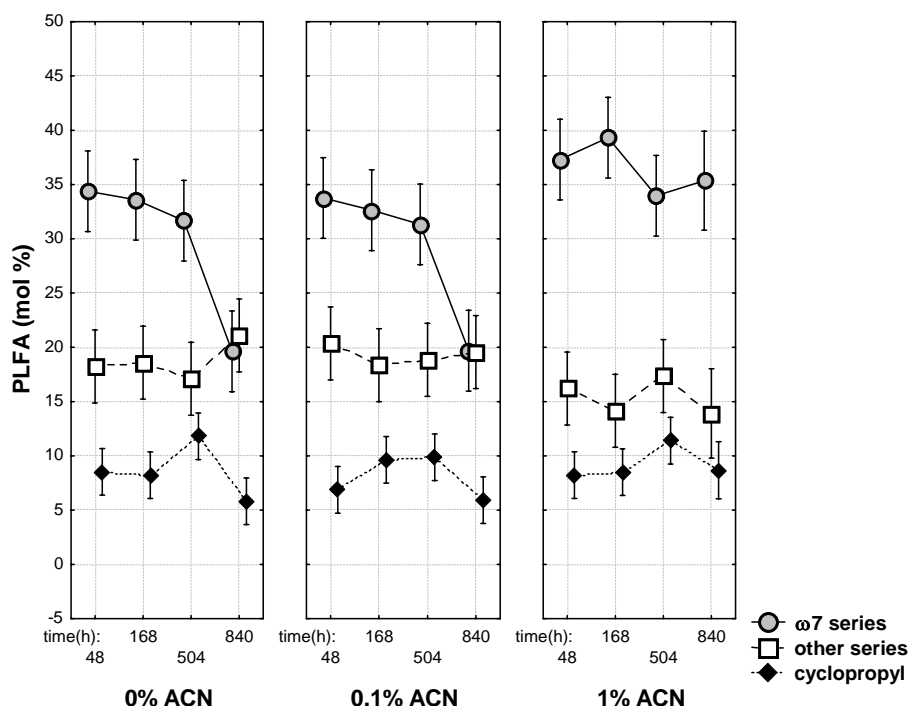 PLFA (mol %)
50
45
40
35
30
25
20
15
10
5
0
-5
time(h):
48
168
504
840
0% ACN
time(h):
48
168
504
840
0.1% ACN
time(h):
48
168
504
840
1% ACN
ω7 series
other series
cyclopropyl